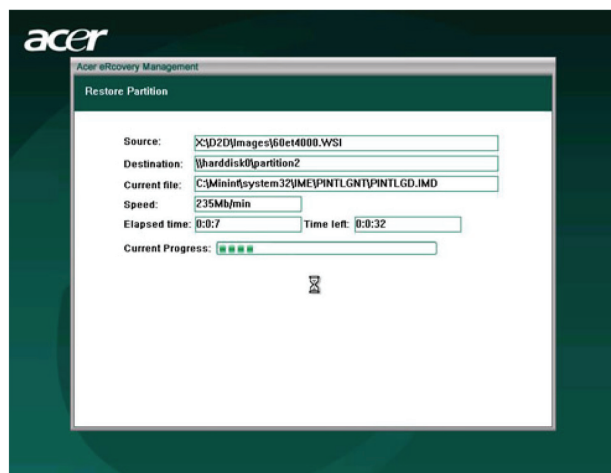 acer
Acer eRcovery Management
Restore Partition
Source: X:\D2D\Images\60et4000.WSI
Destination: \\harddisk0\partition2
Current file: C:\Minint\system32\IME\PINTLGNT\PINTLGD.IMD
Speed: 235Mb/min
Elapsed time: 0:0:7 Time left: 0:0:32
Current Progress: